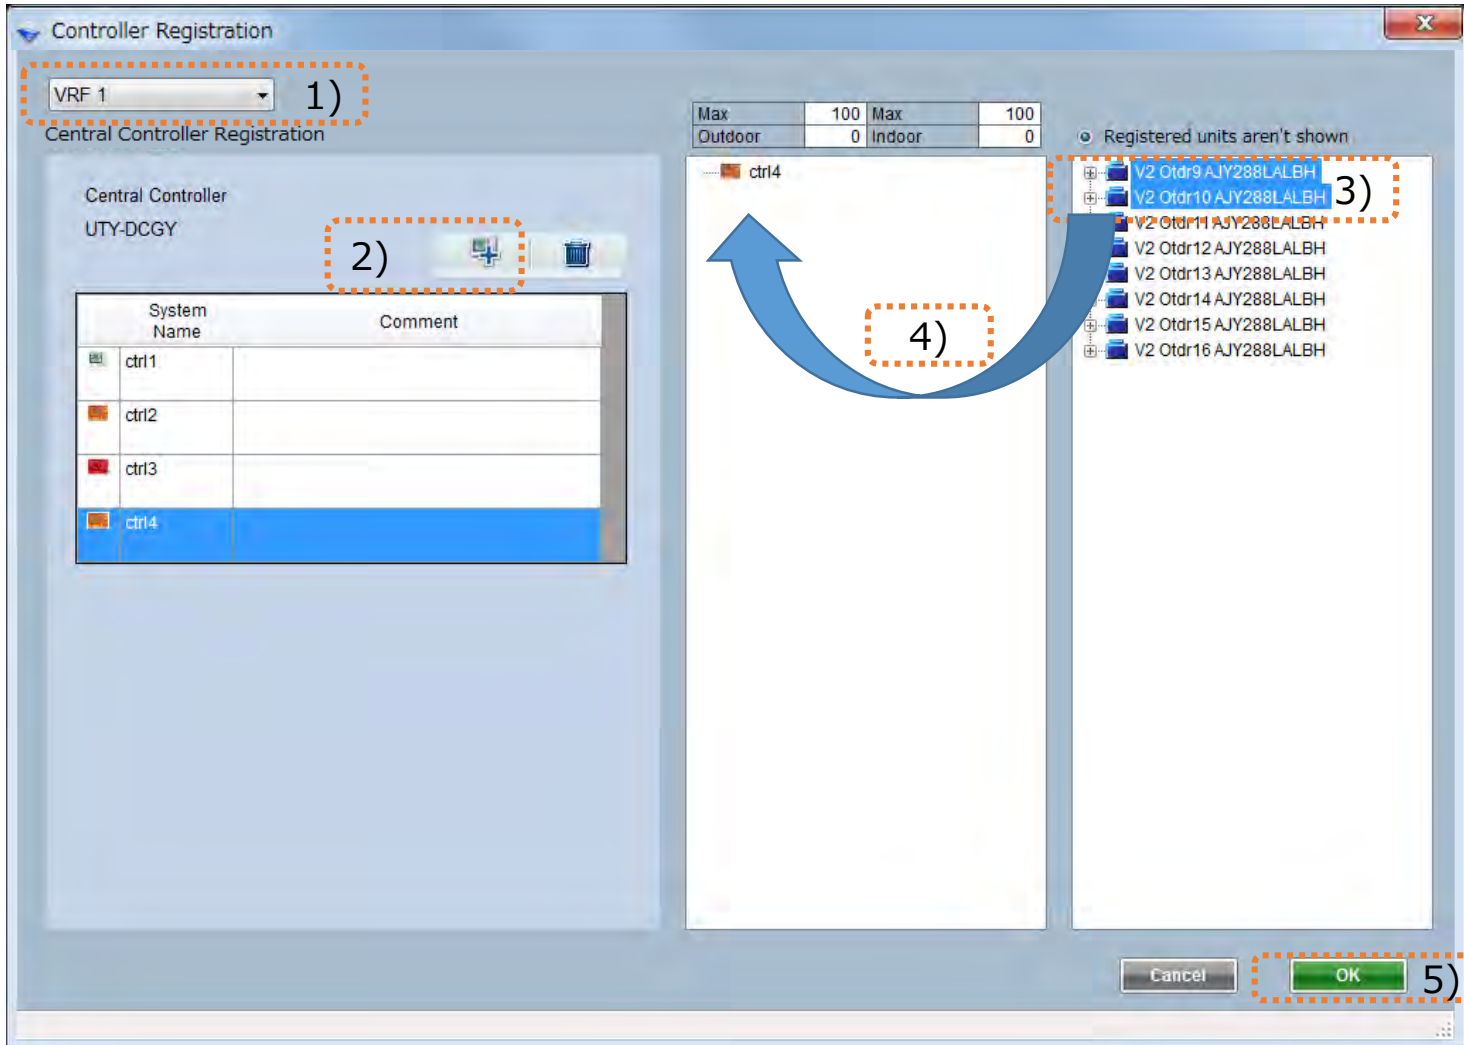 Controller Registration
VRF 1
1)
Central Controller Registration
Max 100 Max 100
Outdoor 0 Indoor 0
Registered units aren't shown
Central Controller
UTY-DCGY
2)
System Name Comment
ctrl1
ctrl2
ctrl3
ctrl4
ctrl4
V2 Otdr9 AJY288LALBH
V2 Otdr10 AJY288LALBH
3)
V2 Otdr11 AJY288LALBH
V2 Otdr12 AJY288LALBH
V2 Otdr13 AJY288LALBH
V2 Otdr14 AJY288LALBH
V2 Otdr15 AJY288LALBH
V2 Otdr16 AJY288LALBH
4)
Cancel
OK
5)